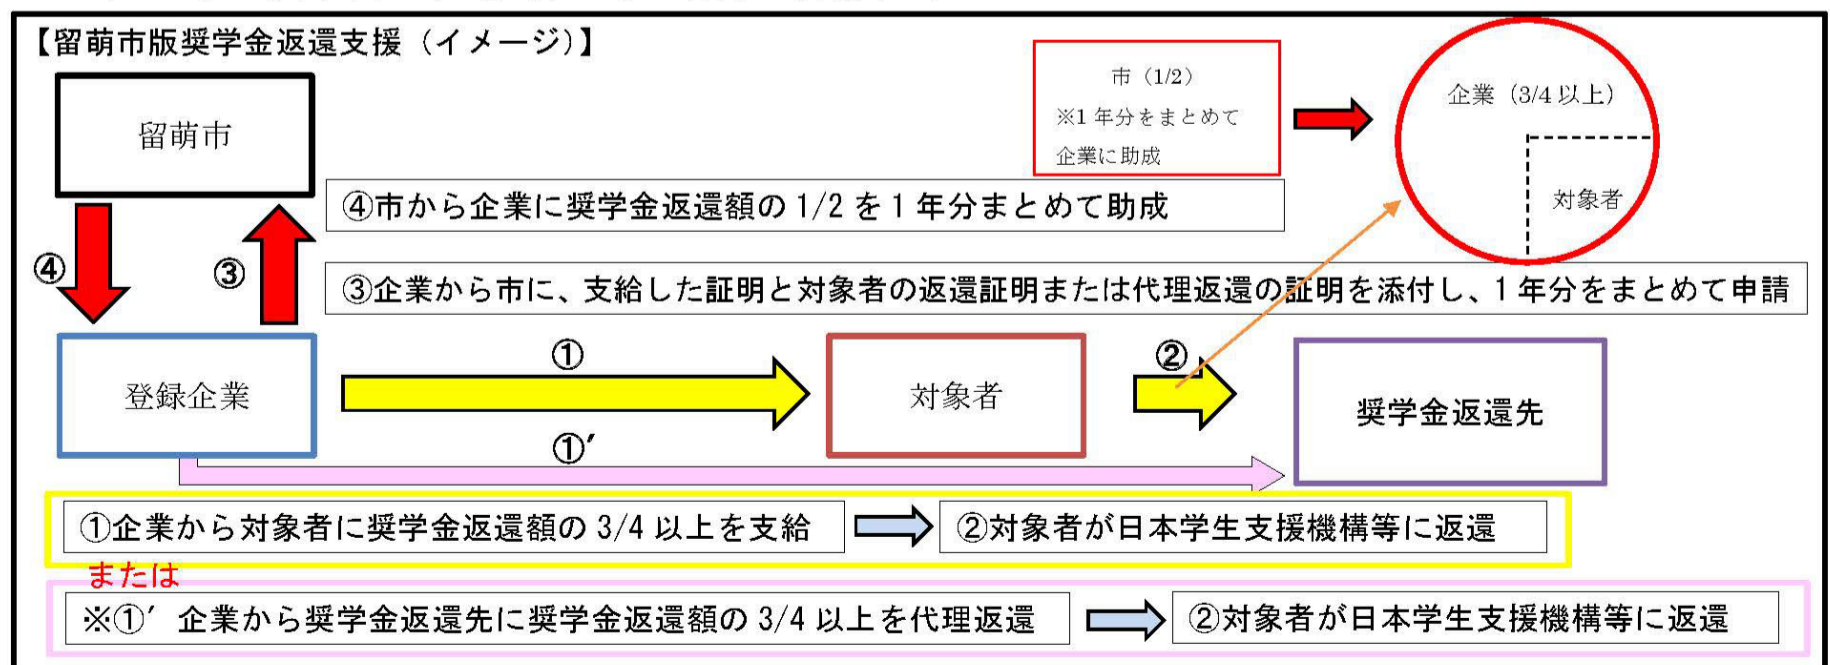 【留萌市版奨学金返還支援（イメージ）】
留萌市
市（1/2）
※1 年分をまとめて
企業に助成
企業（3/4 以上）
対象者
④市から企業に奨学金返還額の 1/2 を 1 年分まとめて助成
④
③
③企業から市に、支給した証明と対象者の返還証明または代理返還の証明を添付し、1 年分をまとめて申請
登録企業
①
①′
対象者
②
奨学金返還先
①企業から対象者に奨学金返還額の 3/4 以上を支給
②対象者が日本学生支援機構等に返還
または
※①′ 企業から奨学金返還先に奨学金返還額の 3/4 以上を代理返還
②対象者が日本学生支援機構等に返還